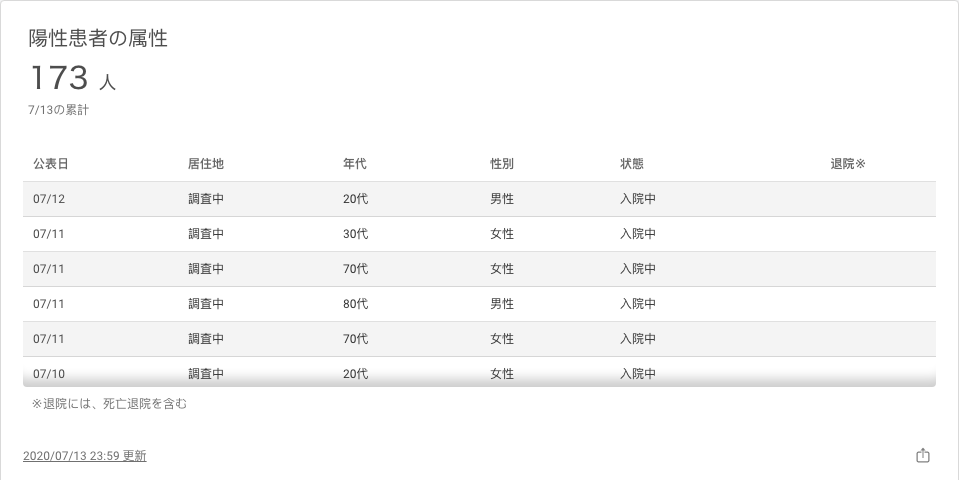 陽性患者の属性
173 人
7/13の累計
公表日 居住地 年代 性別 状態 退院※
07/12 調査中 20代 男性 入院中
07/11 調査中 30代 女性 入院中
07/11 調査中 70代 女性 入院中
07/11 調査中 80代 男性 入院中
07/11 調査中 70代 女性 入院中
07/10 調査中 20代 女性 入院中
※退院には、死亡退院を含む
2020/07/13 23:59 更新